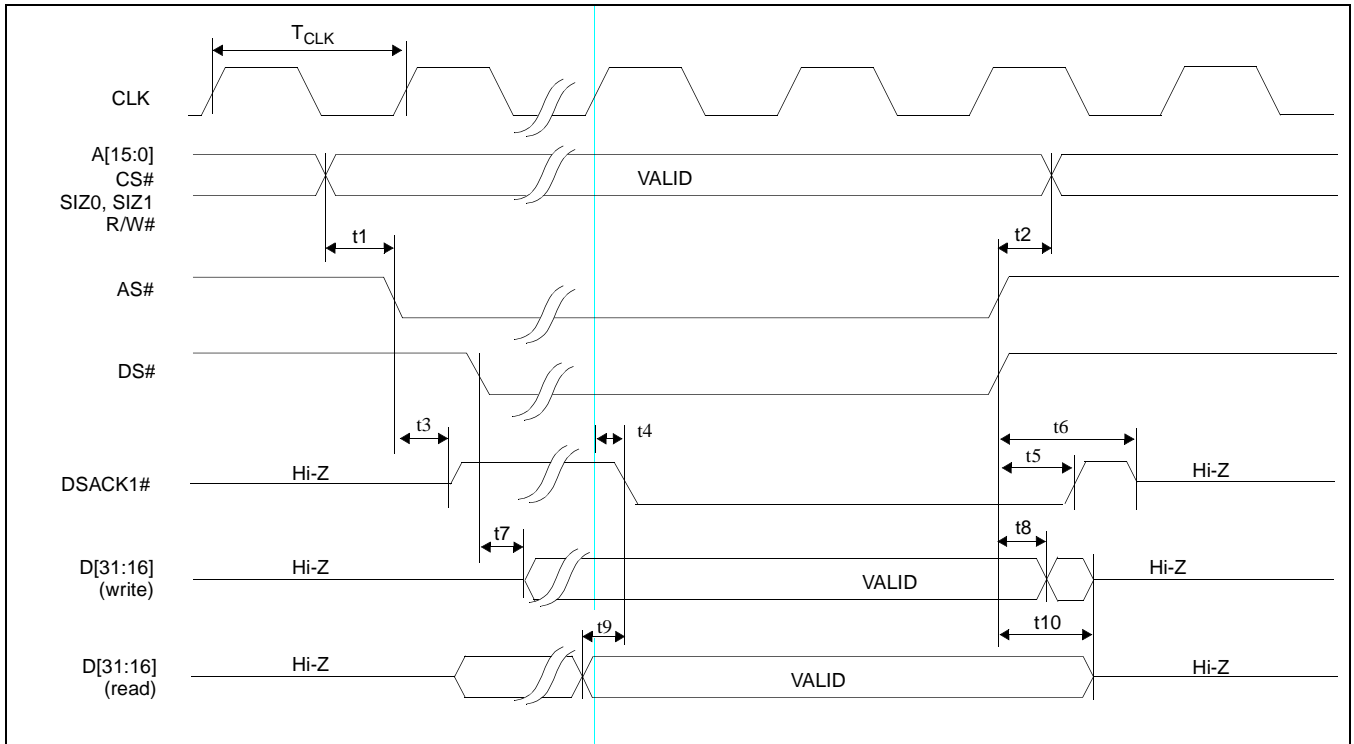 TCLK
CLK
A[15:0]
CS#
SIZ0, SIZ1
R/W#
VALID
t1
t2
AS#
DS#
t3
t4
t6
t5
DSACK1#
Hi-Z
Hi-Z
t7
t8
D[31:16]
(write)
Hi-Z
VALID
Hi-Z
t9
t10
D[31:16]
(read)
Hi-Z
VALID
Hi-Z